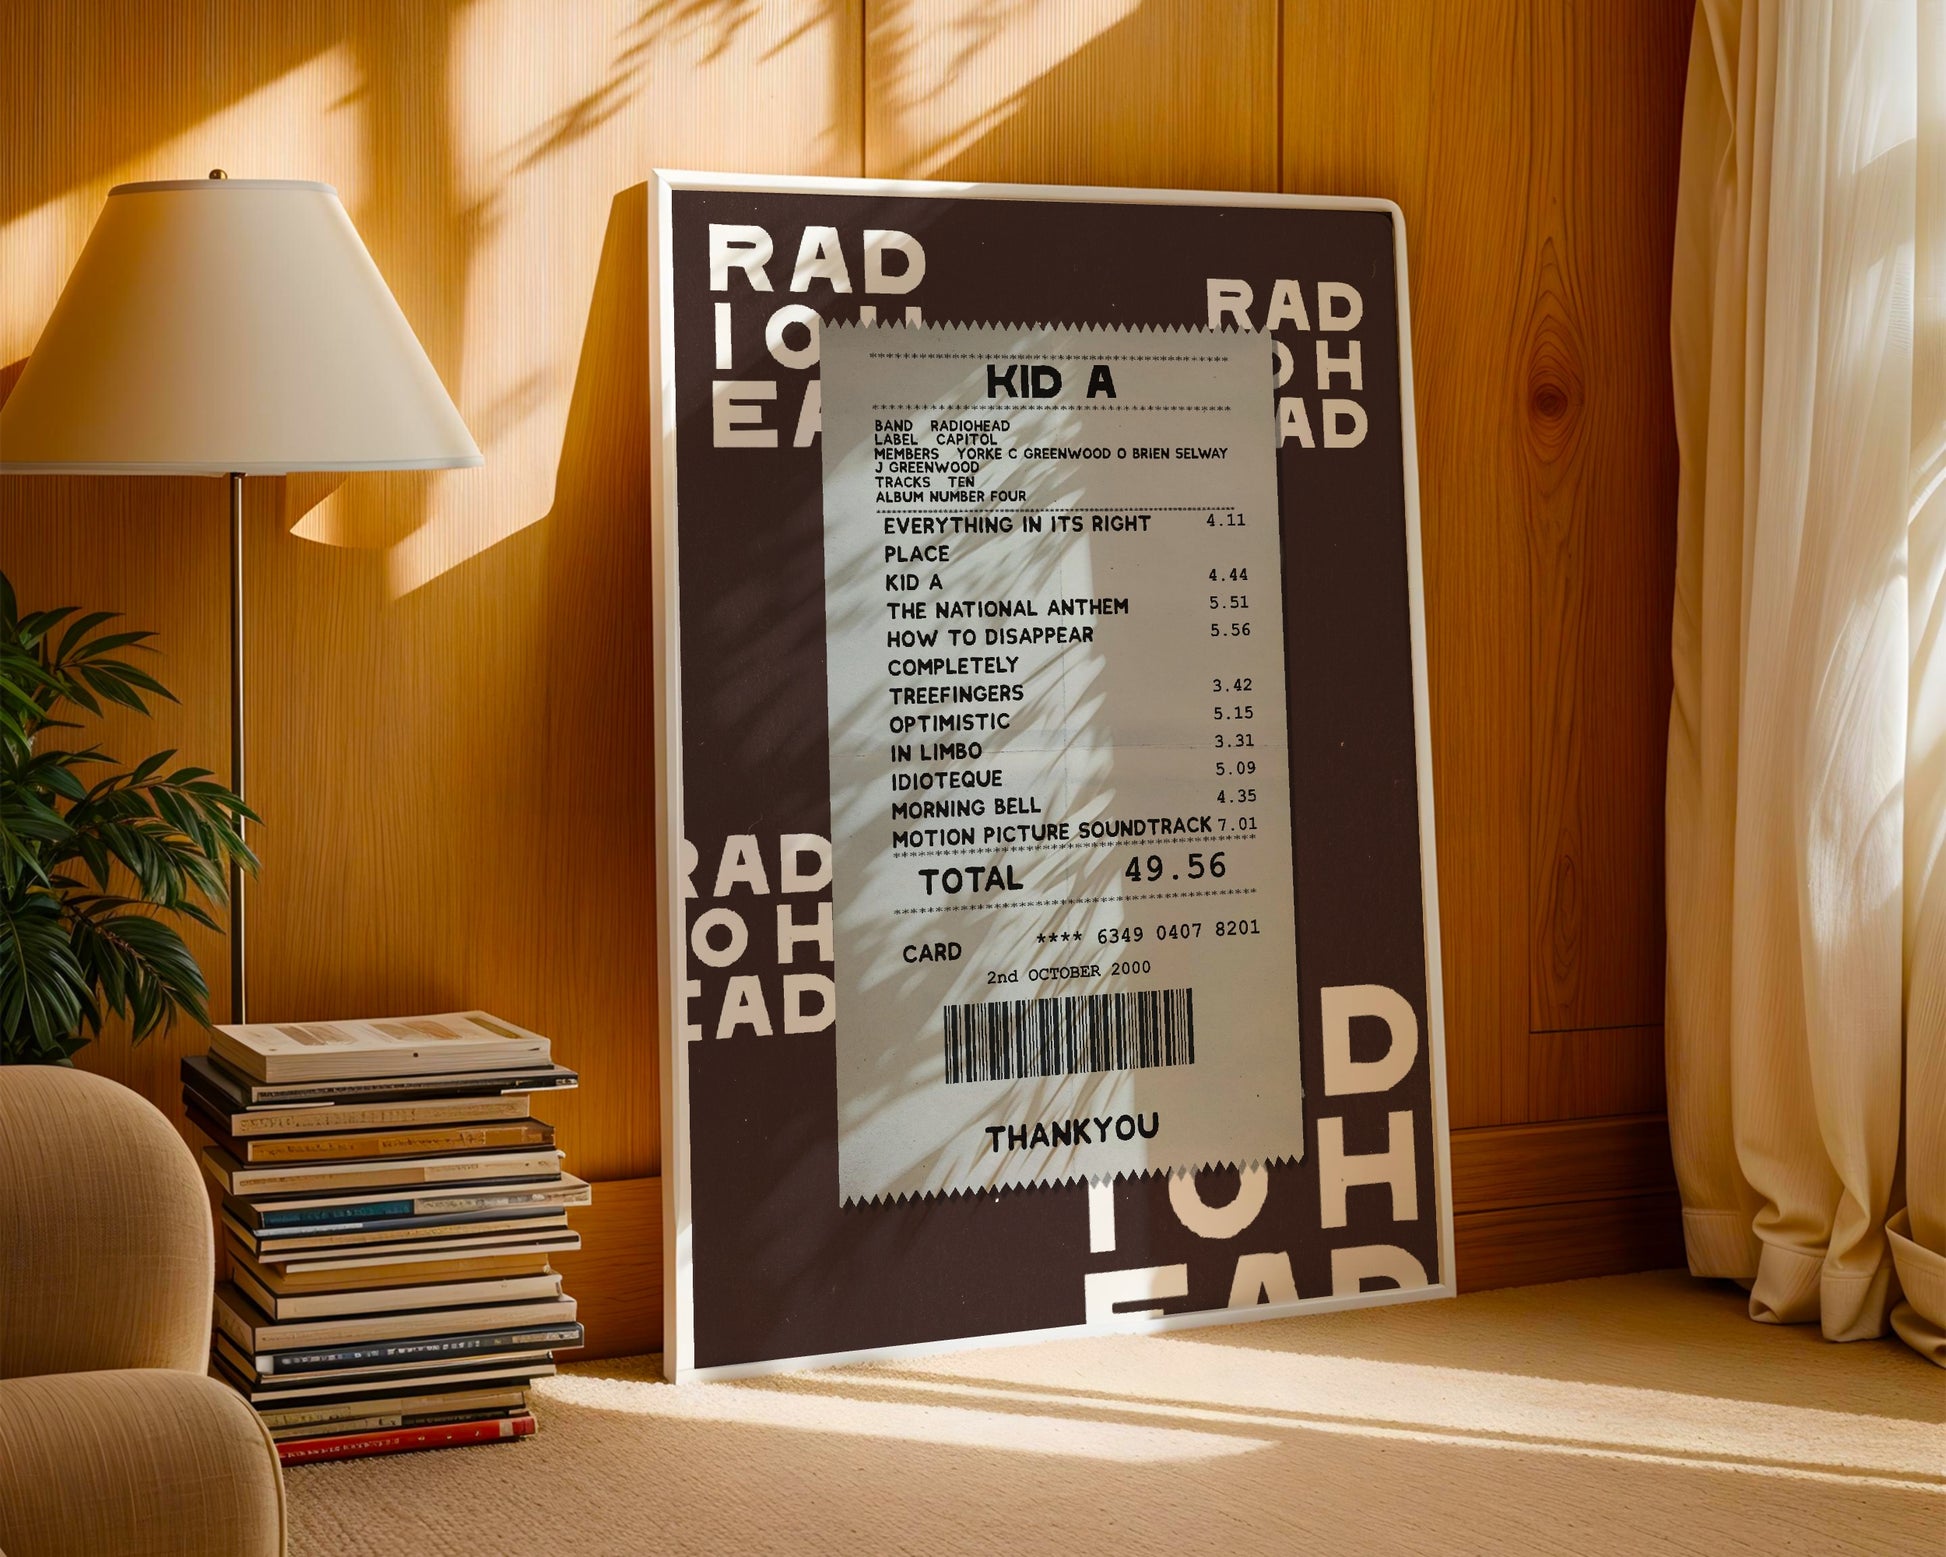 RAD
IOH
EA
RAD
OH
AD
************************************************
KID A
************************************************
BAND RADIOHEAD
LABEL CAPITOL
MEMBERS YORKE C GREENWOOD O BRIEN SELWAY
J GREENWOOD
TRACKS TEN
ALBUM NUMBER FOUR
EVERYTHING IN ITS RIGHT 4.11
PLACE
KID A 4.44
THE NATIONAL ANTHEM 5.51
HOW TO DISAPPEAR 5.56
COMPLETELY
TREEFINGERS 3.42
OPTIMISTIC 5.15
IN LIMBO 3.31
IDIOTEQUE 5.09
MORNING BELL 4.35
MOTION PICTURE SOUNDTRACK 7.01
************************************************
TOTAL 49.56
************************************************
CARD **** 6349 0407 8201
2nd OCTOBER 2000
THANKYOU
RAD
OH
EAD
D
IOH
EAD